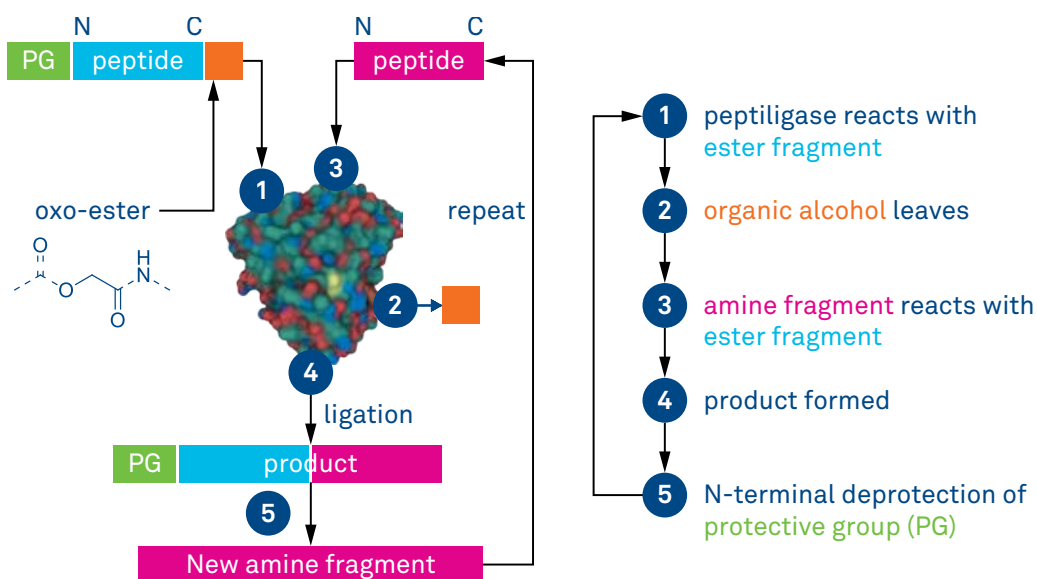 N C
PG peptide
N C
peptide
1
3
oxo-ester
repeat
O
O
O
H
N
2
4
ligation
PG product
5
New amine fragment
1 peptiligase reacts with
ester fragment
2 organic alcohol leaves
3 amine fragment reacts with
ester fragment
4 product formed
5 N-terminal deprotection of
protective group (PG)